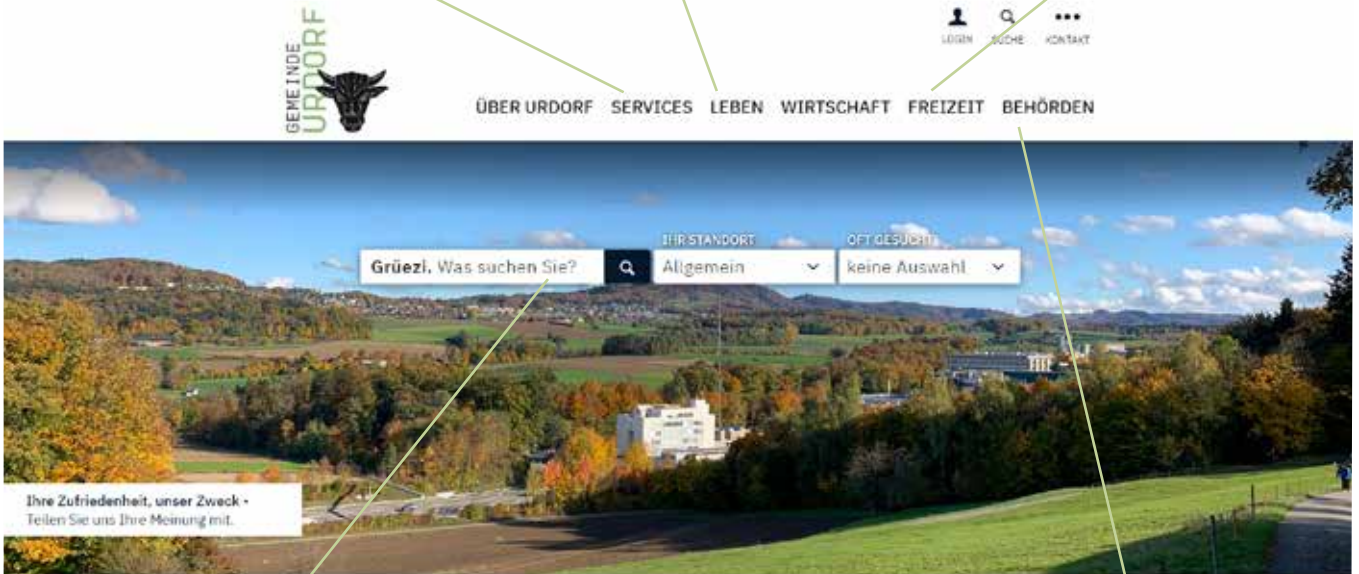 GEMEINDE
URDORF
LOGIN SUCHE KONTAKT
ÜBER URDORF SERVICES LEBEN WIRTSCHAFT FREIZEIT BEHÖRDEN
IHR STANDORT OFT GESUCHT
Grüezi. Was suchen Sie? Allgemein keine Auswahl
Ihre Zufriedenheit, unser Zweck -
Teilen Sie uns Ihre Meinung mit.